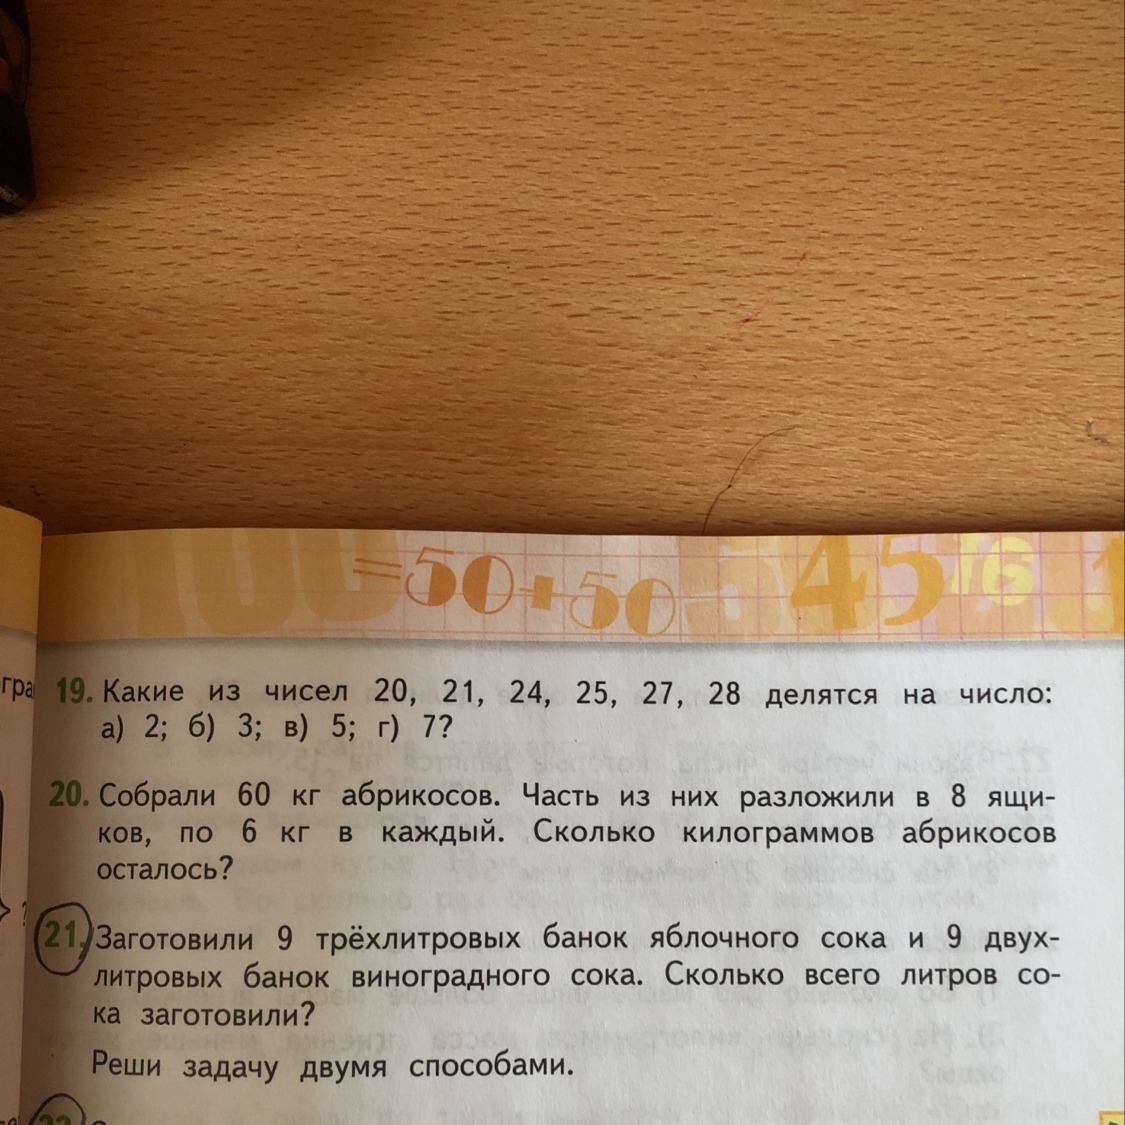 =50+50 45 16
19. Какие из чисел 20, 21, 24, 25, 27, 28 делятся на число:
а) 2; б) 3; в) 5; г) 7?
20. Собрали 60 кг абрикосов. Часть из них разложили в 8 ящи-
ков, по 6 кг в каждый. Сколько килограммов абрикосов
осталось?
21. Заготовили 9 трёхлитровых банок яблочного сока и 9 двух-
литровых банок виноградного сока. Сколько всего литров со-
ка заготовили?
Реши задачу двумя способами.